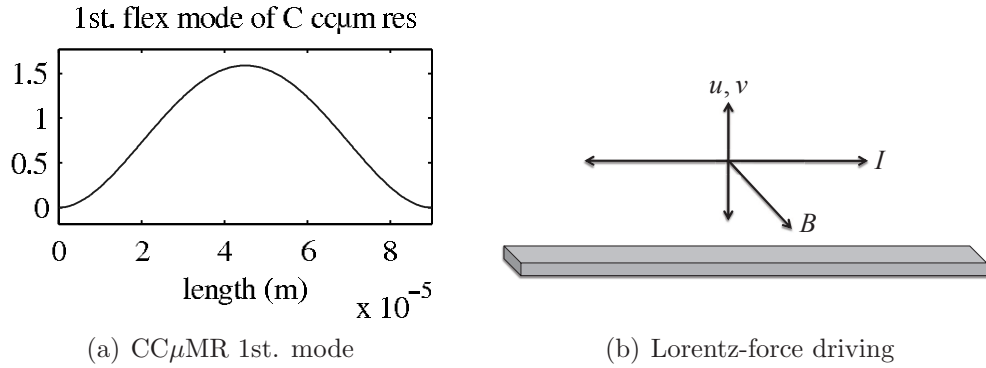 1st. flex mode of C ccμm res
1.5
1
0.5
0
0 2 4 6 8
length (m)
x 10⁻⁵
(a) CCμMR 1st. mode
u, v
I
B
(b) Lorentz-force driving